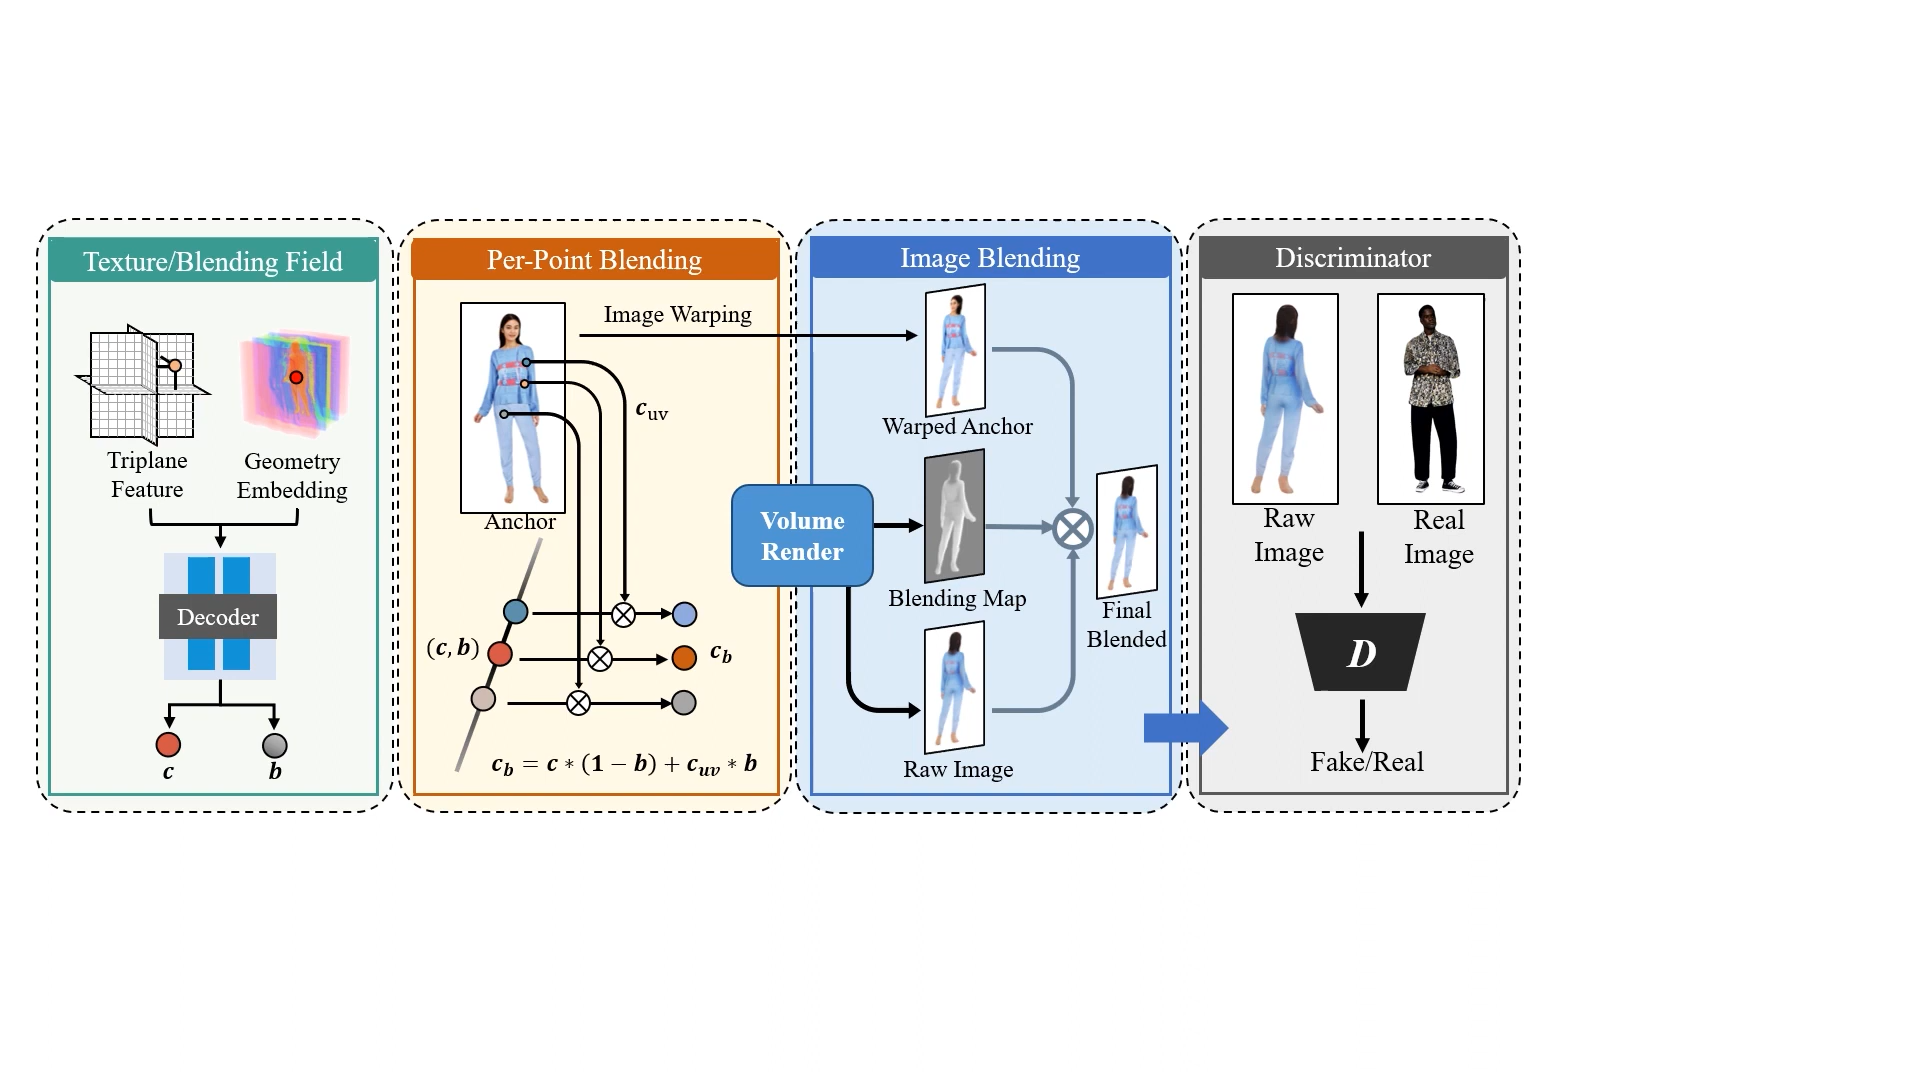 Texture/Blending Field
Triplane
Feature
Geometry
Embedding
Decoder
c
b
Per-Point Blending
Image Warping
c_uv
Anchor
(c, b)
c_b
c_b = c * (1 − b) + c_uv * b
Volume
Render
Image Blending
Warped Anchor
Blending Map
Raw Image
Final
Blended
Discriminator
Raw
Image
Real
Image
D
Fake/Real